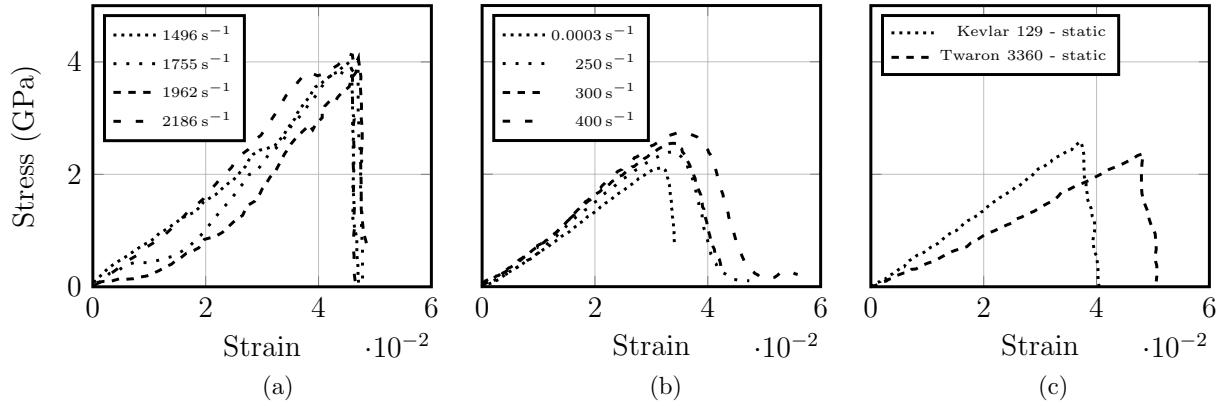 Stress (GPa)
4
2
0
1496 s⁻¹
1755 s⁻¹
1962 s⁻¹
2186 s⁻¹
0 2 4 6
Strain ·10⁻²
(a)
0.0003 s⁻¹
250 s⁻¹
300 s⁻¹
400 s⁻¹
0 2 4 6
Strain ·10⁻²
(b)
Kevlar 129 - static
Twaron 3360 - static
0 2 4 6
Strain ·10⁻²
(c)